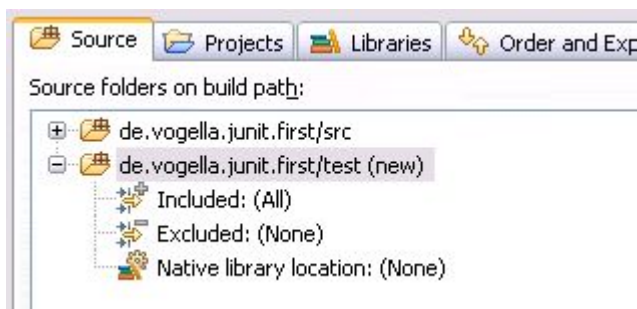 Source Projects Libraries Order and Exp
Source folders on build path:
de.vogella.junit.first/src
de.vogella.junit.first/test (new)
Included: (All)
Excluded: (None)
Native library location: (None)